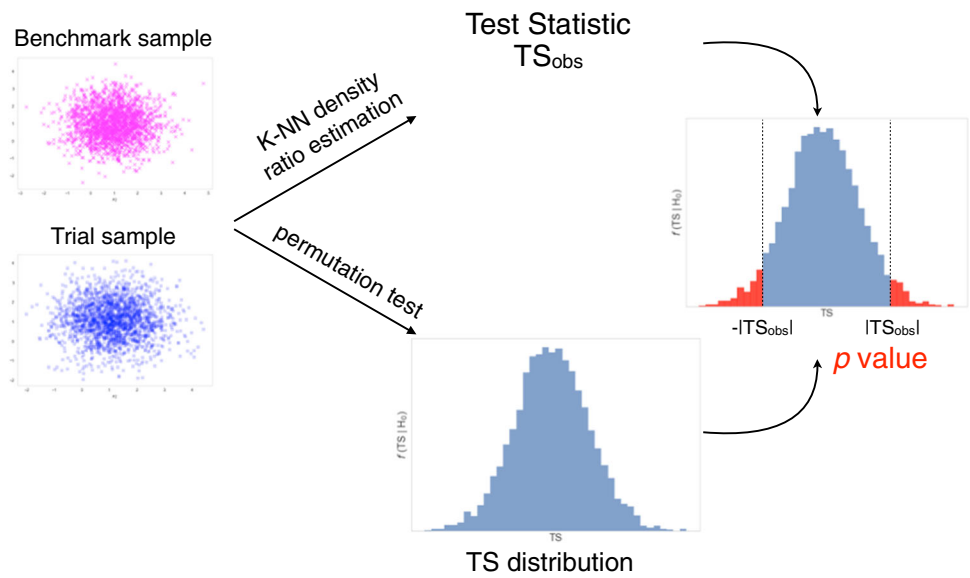 Benchmark sample
Trial sample
K-NN density
ratio estimation
permutation test
Test Statistic
TSobs
f (TS | H0)
TS
TS distribution
f (TS | H0)
TS
-|TSobs|
|TSobs|
p value